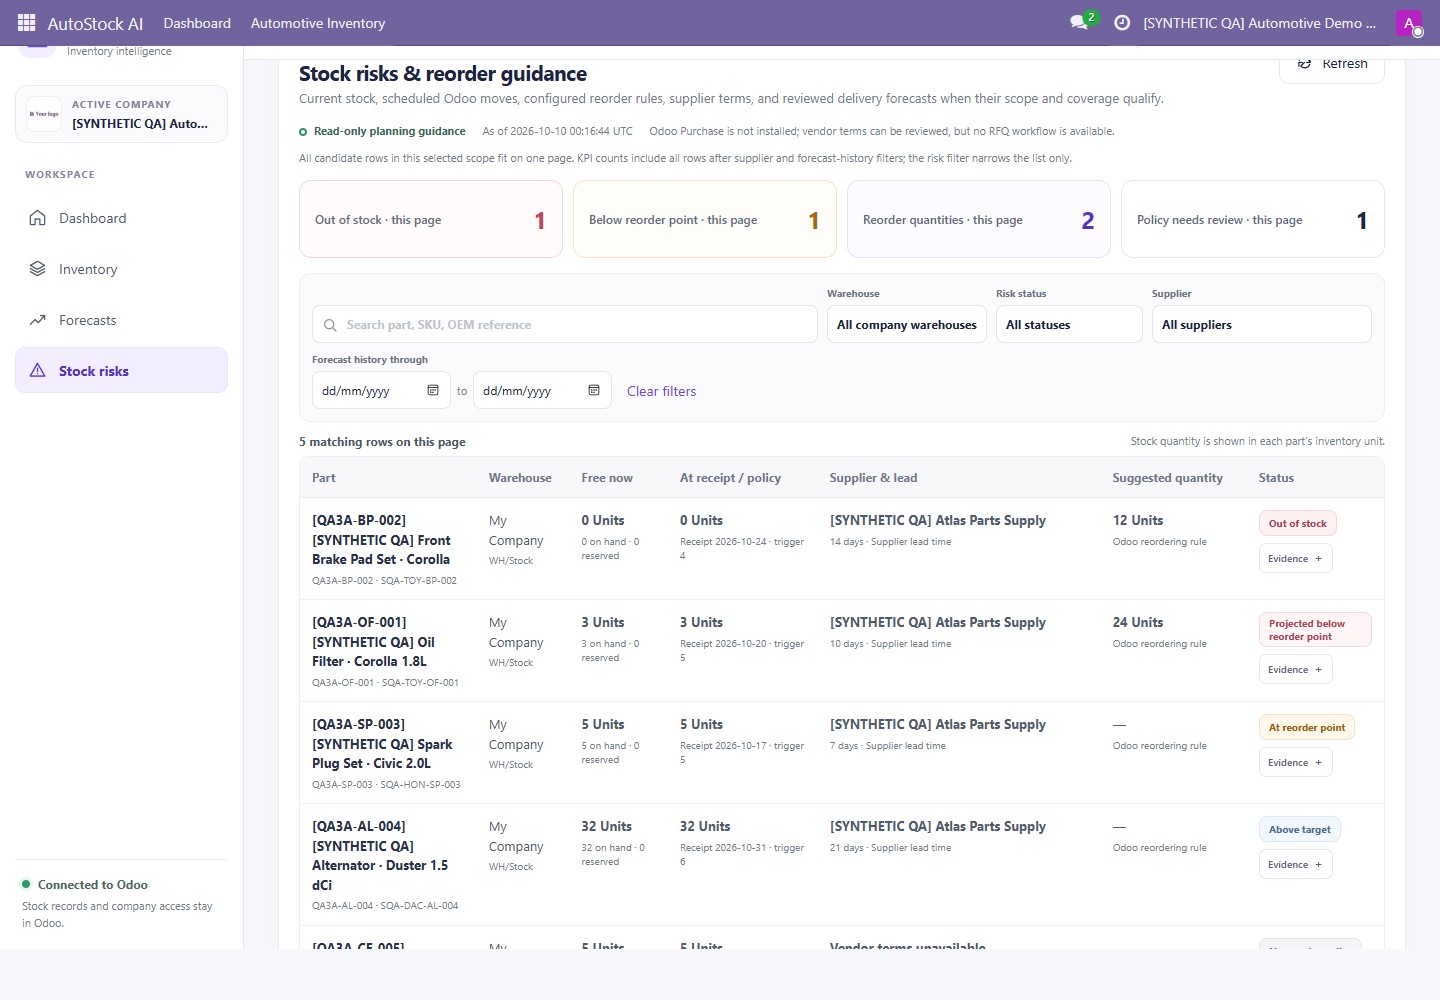 AutoStock AI
Dashboard
Automotive Inventory
2
[SYNTHETIC QA] Automotive Demo ...
A
Inventory intelligence
Your logo
ACTIVE COMPANY
[SYNTHETIC QA] Auto...
WORKSPACE
Dashboard
Inventory
Forecasts
Stock risks
Connected to Odoo
Stock records and company access stay
in Odoo.
Stock risks & reorder guidance
Refresh
Current stock, scheduled Odoo moves, configured reorder rules, supplier terms, and reviewed delivery forecasts when their scope and coverage qualify.
Read-only planning guidance
As of 2026-10-10 00:16:44 UTC
Odoo Purchase is not installed; vendor terms can be reviewed, but no RFQ workflow is available.
All candidate rows in this selected scope fit on one page. KPI counts include all rows after supplier and forecast-history filters; the risk filter narrows the list only.
Out of stock · this page 1
Below reorder point · this page 1
Reorder quantities · this page 2
Policy needs review · this page 1
Search part, SKU, OEM reference
Warehouse
All company warehouses
Risk status
All statuses
Supplier
All suppliers
Forecast history through
dd/mm/yyyy to dd/mm/yyyy Clear filters
5 matching rows on this page
Stock quantity is shown in each part's inventory unit.
Part Warehouse Free now At receipt / policy Supplier & lead Suggested quantity Status
[QA3A-BP-002]
[SYNTHETIC QA] Front
Brake Pad Set · Corolla
QA3A-BP-002 · SQA-TOY-BP-002
My
Company
WH/Stock
0 Units
0 on hand · 0
reserved
0 Units
Receipt 2026-10-24 · trigger
4
[SYNTHETIC QA] Atlas Parts Supply
14 days · Supplier lead time
12 Units
Odoo reordering rule
Out of stock
Evidence +
[QA3A-OF-001]
[SYNTHETIC QA] Oil
Filter · Corolla 1.8L
QA3A-OF-001 · SQA-TOY-OF-001
My
Company
WH/Stock
3 Units
3 on hand · 0
reserved
3 Units
Receipt 2026-10-20 · trigger
5
[SYNTHETIC QA] Atlas Parts Supply
10 days · Supplier lead time
24 Units
Odoo reordering rule
Projected below
reorder point
Evidence +
[QA3A-SP-003]
[SYNTHETIC QA] Spark
Plug Set · Civic 2.0L
QA3A-SP-003 · SQA-HON-SP-003
My
Company
WH/Stock
5 Units
5 on hand · 0
reserved
5 Units
Receipt 2026-10-17 · trigger
5
[SYNTHETIC QA] Atlas Parts Supply
7 days · Supplier lead time
—
Odoo reordering rule
At reorder point
Evidence +
[QA3A-AL-004]
[SYNTHETIC QA]
Alternator · Duster 1.5
dCi
QA3A-AL-004 · SQA-DAC-AL-004
My
Company
WH/Stock
32 Units
32 on hand · 0
reserved
32 Units
Receipt 2026-10-31 · trigger
6
[SYNTHETIC QA] Atlas Parts Supply
21 days · Supplier lead time
—
Odoo reordering rule
Above target
Evidence +
[QA3A-CF-005]
My
5 Units
5 Units
Vendor terms unavailable